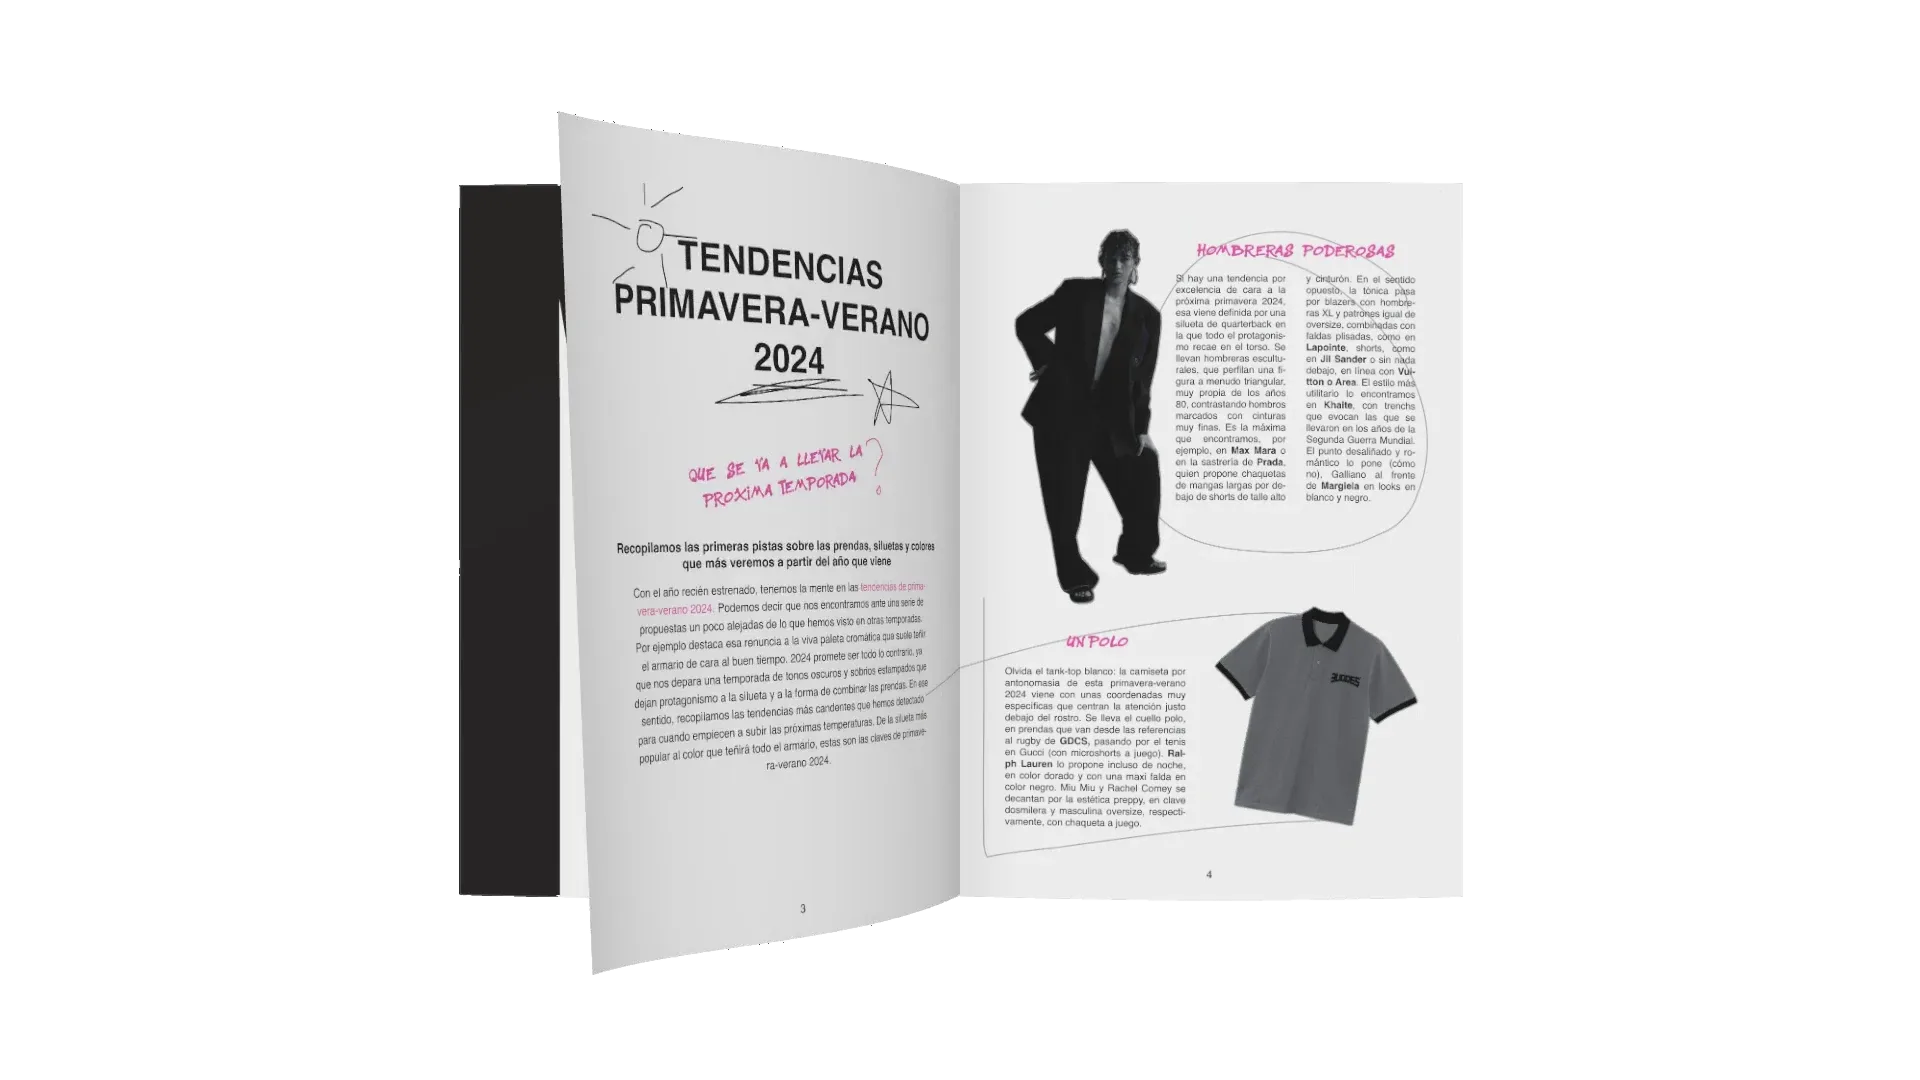 TENDENCIAS
PRIMAVERA-VERANO
2024
QUE SE VA A LLEVAR LA
PROXIMA TEMPORADA ?
Recopilamos las primeras pistas sobre las prendas, siluetas y colores
que más veremos a partir del año que viene
Con el año recién estrenado, tenemos la mente en las tendencias de prima-
vera-verano 2024. Podemos decir que nos encontramos ante una serie de
propuestas un poco alejadas de lo que hemos visto en otras temporadas.
Por ejemplo destaca esa renuncia a la viva paleta cromática que suele teñir
el armario de cara al buen tiempo. 2024 promete ser todo lo contrario, ya
que nos depara una temporada de tonos oscuros y sobrios estampados que
dejan protagonismo a la silueta y a la forma de combinar las prendas. En ese
sentido, recopilamos las tendencias más candentes que hemos detectado
para cuando empiecen a subir las próximas temperaturas. De la silueta más
popular al color que teñirá todo el armario, estas son las claves de primave-
ra-verano 2024.
3
HOMBRERAS PODEROSAS
Si hay una tendencia por
excelencia de cara a la
próxima primavera 2024,
esa viene definida por una
silueta de quarterback en
la que todo el protagonis-
mo recae en el torso. Se
llevan hombreras escultu-
rales, que perfilan una fi-
gura a menudo triangular,
muy propia de los años
80, contrastando hombros
marcados con cinturas
muy finas. Es la máxima
que encontramos, por
ejemplo, en Max Mara o
en la sastrería de Prada,
quien propone chaquetas
de mangas largas por de-
bajo de shorts de talle alto
y cinturón. En el sentido
opuesto, la tónica pasa
por blazers con hombre-
ras XL y patrones igual de
oversize, combinadas con
faldas plisadas, como en
Lapointe, shorts, como
en Jil Sander o sin nada
debajo, en línea con Vui-
tton o Area. El estilo más
utilitario lo encontramos
en Khaite, con trenchs
que evocan las que se
llevaron en los años de la
Segunda Guerra Mundial.
El punto desaliñado y ro-
mántico lo pone (cómo
no), Galliano al frente
de Margiela en looks en
blanco y negro.
UN POLO
Olvida el tank-top blanco: la camiseta por
antonomasia de esta primavera-verano
2024 viene con unas coordenadas muy
específicas que centran la atención justo
debajo del rostro. Se lleva el cuello polo,
en prendas que van desde las referencias
al rugby de GDCS, pasando por el tenis
en Gucci (con microshorts a juego). Ral-
ph Lauren lo propone incluso de noche,
en color dorado y con una maxi falda en
color negro. Miu Miu y Rachel Comey se
decantan por la estética preppy, en clave
dosmilera y masculina oversize, respecti-
vamente, con chaqueta a juego.
4